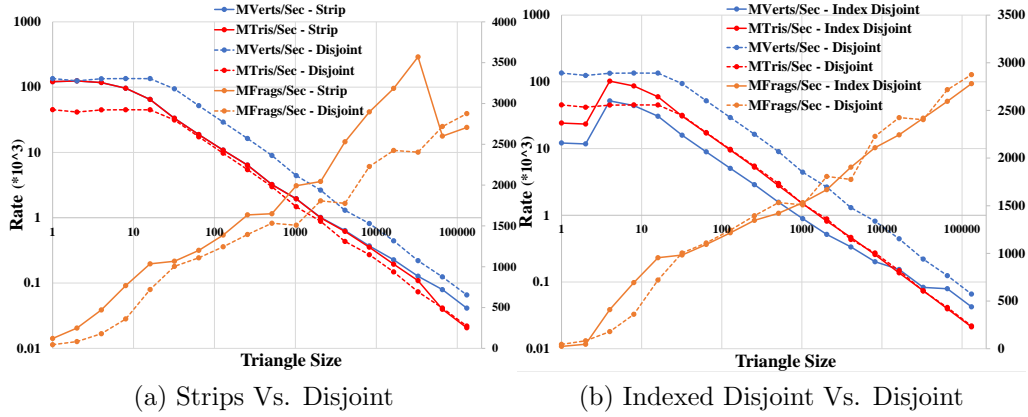 1000
100
10
1
0.1
0.01
Rate (*10^3)
MVerts/Sec - Strip
MTris/Sec - Strip
MVerts/Sec - Disjoint
MTris/Sec - Disjoint
MFrags/Sec - Strip
MFrags/Sec - Disjoint
4000
3500
3000
2500
2000
1500
1000
500
0
1 10 100 1000 10000 100000
Triangle Size
(a) Strips Vs. Disjoint
1000
100
10
1
0.1
0.01
Rate (*10^3)
MVerts/Sec - Index Disjoint
MTris/Sec - Index Disjoint
MVerts/Sec - Disjoint
MTris/Sec - Disjoint
MFrags/Sec - Index Disjoint
MFrags/Sec - Disjoint
3500
3000
2500
2000
1500
1000
500
0
1 10 100 1000 10000 100000
Triangle Size
(b) Indexed Disjoint Vs. Disjoint